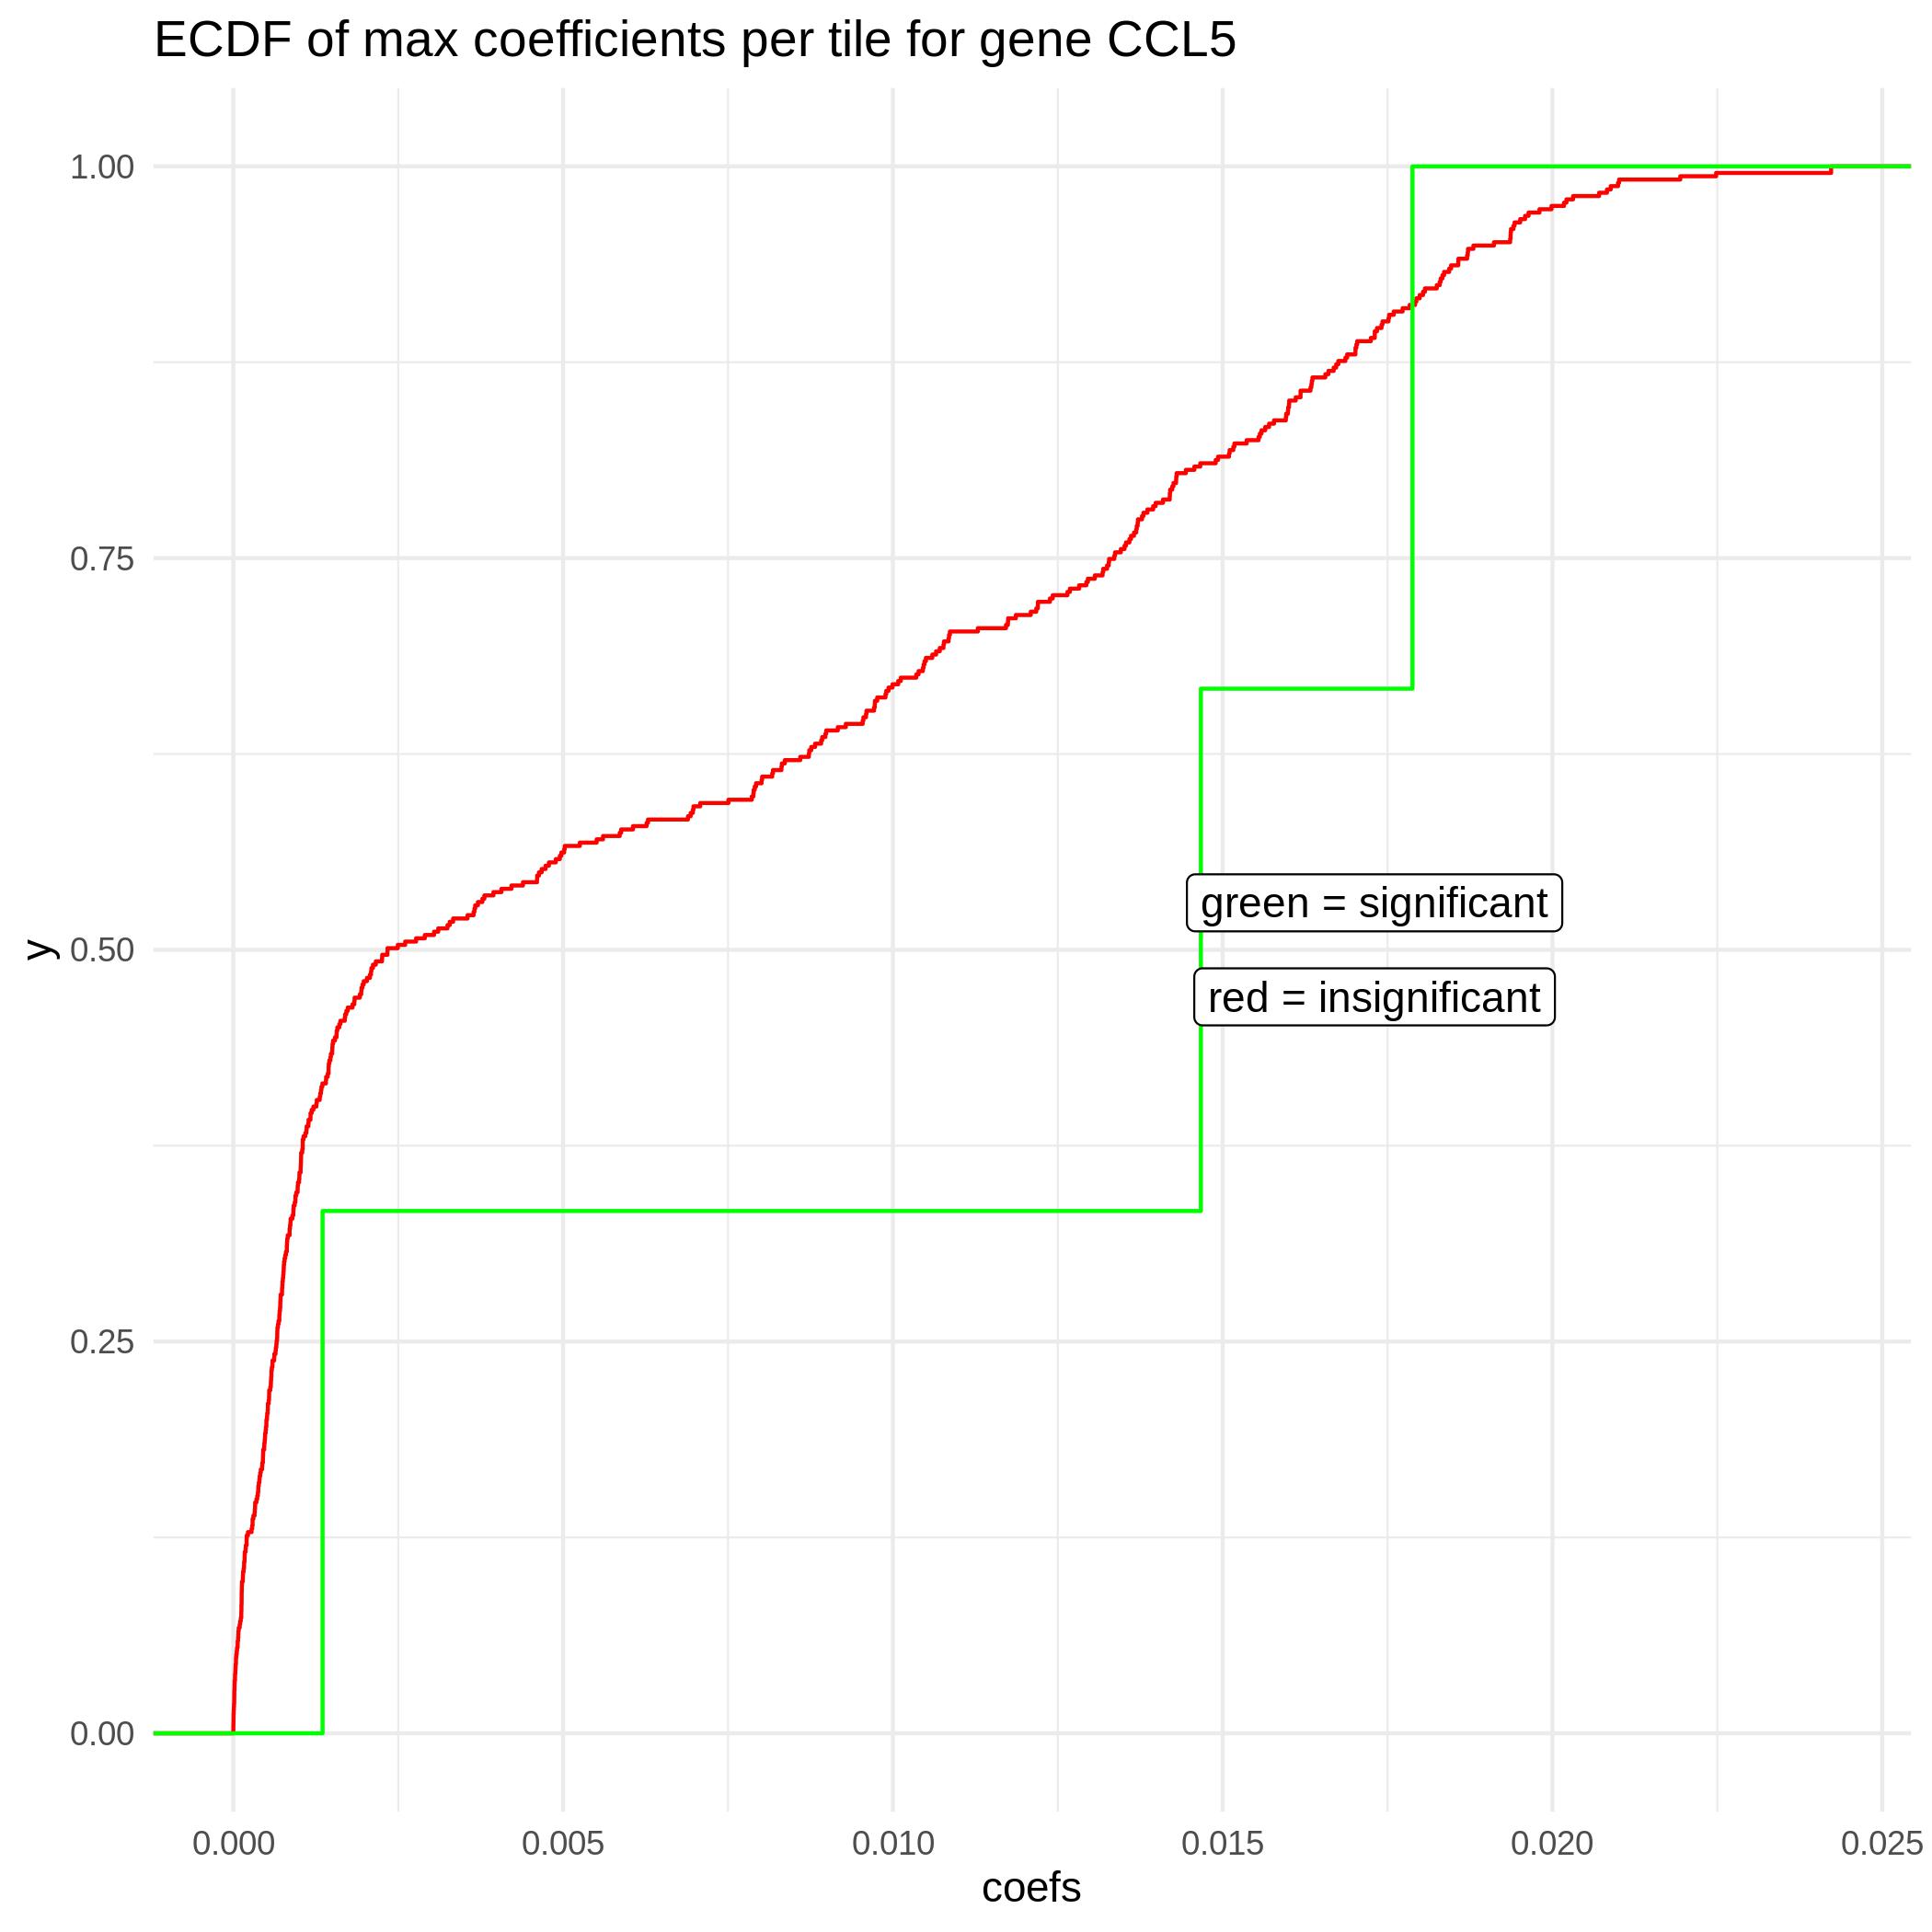 ECDF of max coefficients per tile for gene CCL5
1.00
0.75
green = significant
y
0.50
red = insignificant
0.25
0.00
0.000 0.005 0.010 0.015 0.020 0.025
coefs